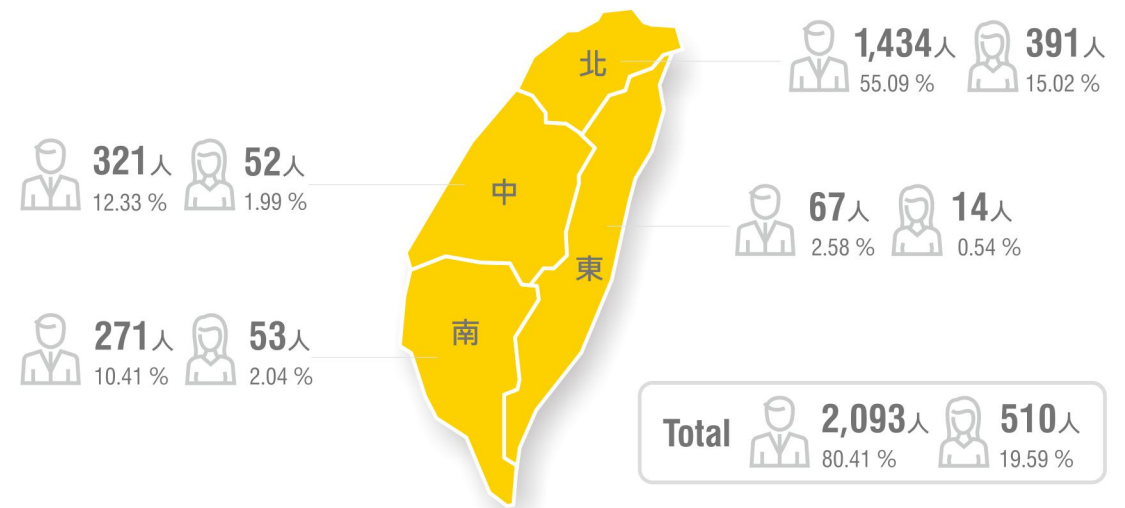 北
1,434人 391人
55.09 % 15.02 %
321人 52人
12.33 % 1.99 %
中
67人 14人
2.58 % 0.54 %
東
271人 53人
10.41 % 2.04 %
南
Total 2,093人 510人
80.41 % 19.59 %